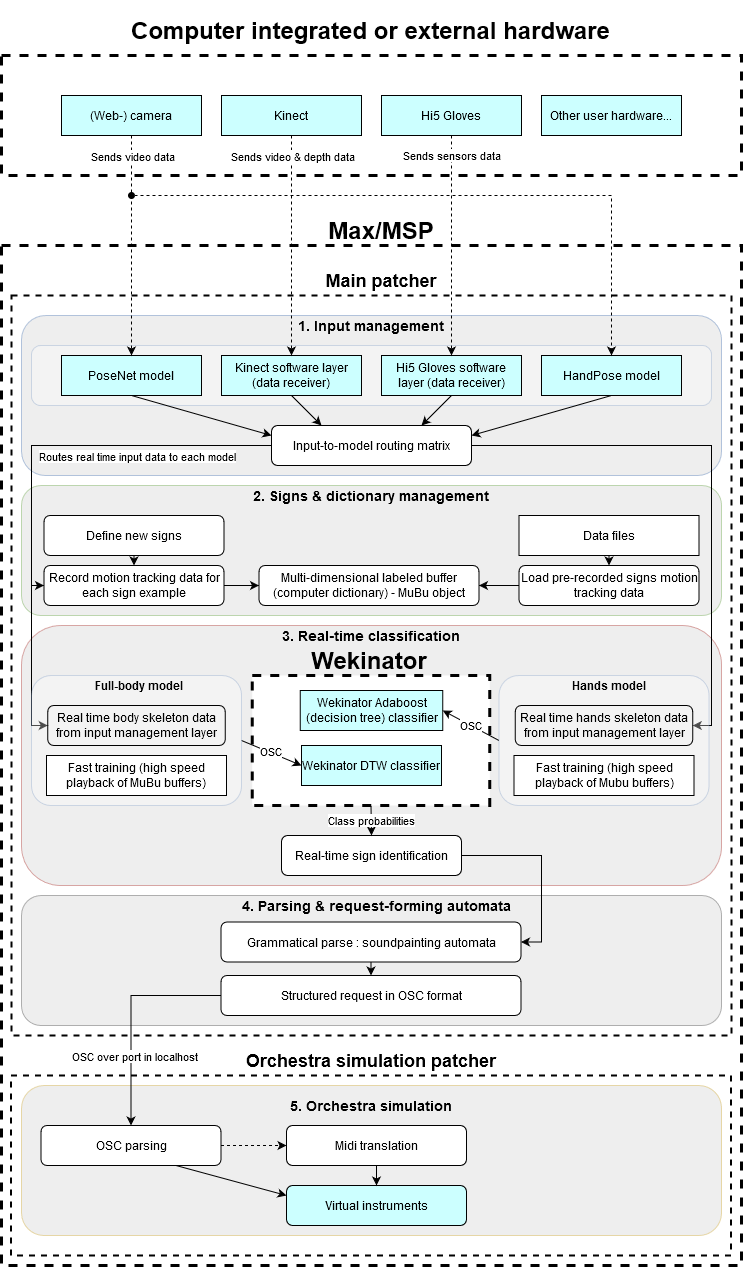 Computer integrated or external hardware
(Web-) camera
Kinect
Hi5 Gloves
Other user hardware...
Sends video data
Sends video & depth data
Sends sensors data
Max/MSP
Main patcher
1. Input management
PoseNet model
Kinect software layer
(data receiver)
Hi5 Gloves software
layer (data receiver)
HandPose model
Input-to-model routing matrix
Routes real time input data to each model
2. Signs & dictionary management
Define new signs
Data files
Record motion tracking data for
each sign example
Multi-dimensional labeled buffer
(computer dictionary) - MuBu object
Load pre-recorded signs motion
tracking data
3. Real-time classification
Wekinator
Full-body model
Real time body skeleton data
from input management layer
Fast training (high speed
playback of MuBu buffers)
OSC
Wekinator Adaboost
(decision tree) classifier
Wekinator DTW classifier
OSC
Hands model
Real time hands skeleton data
from input management layer
Fast training (high speed
playback of Mubu buffers)
Class probabilities
Real-time sign identification
4. Parsing & request-forming automata
Grammatical parse : soundpainting automata
Structured request in OSC format
OSC over port in localhost
Orchestra simulation patcher
5. Orchestra simulation
OSC parsing
Midi translation
Virtual instruments